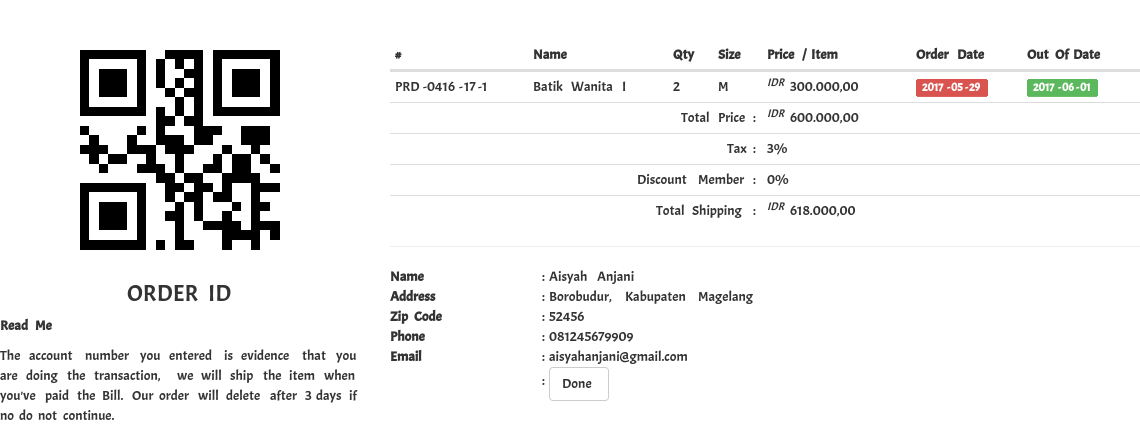 ORDER ID
Read Me
The account number you entered is evidence that you
are doing the transaction, we will ship the item when
you've paid the Bill. Our order will delete after 3 days if
no do not continue.
# Name Qty Size Price / Item Order Date Out Of Date
PRD-0416-17-1 Batik Wanita I 2 M IDR 300.000,00 2017-05-29 2017-06-01
Total Price : IDR 600.000,00
Tax : 3%
Discount Member : 0%
Total Shipping : IDR 618.000,00
Name : Aisyah Anjani
Address : Borobudur, Kabupaten Magelang
Zip Code : 52456
Phone : 081245679909
Email : aisyahanjani@gmail.com
: Done